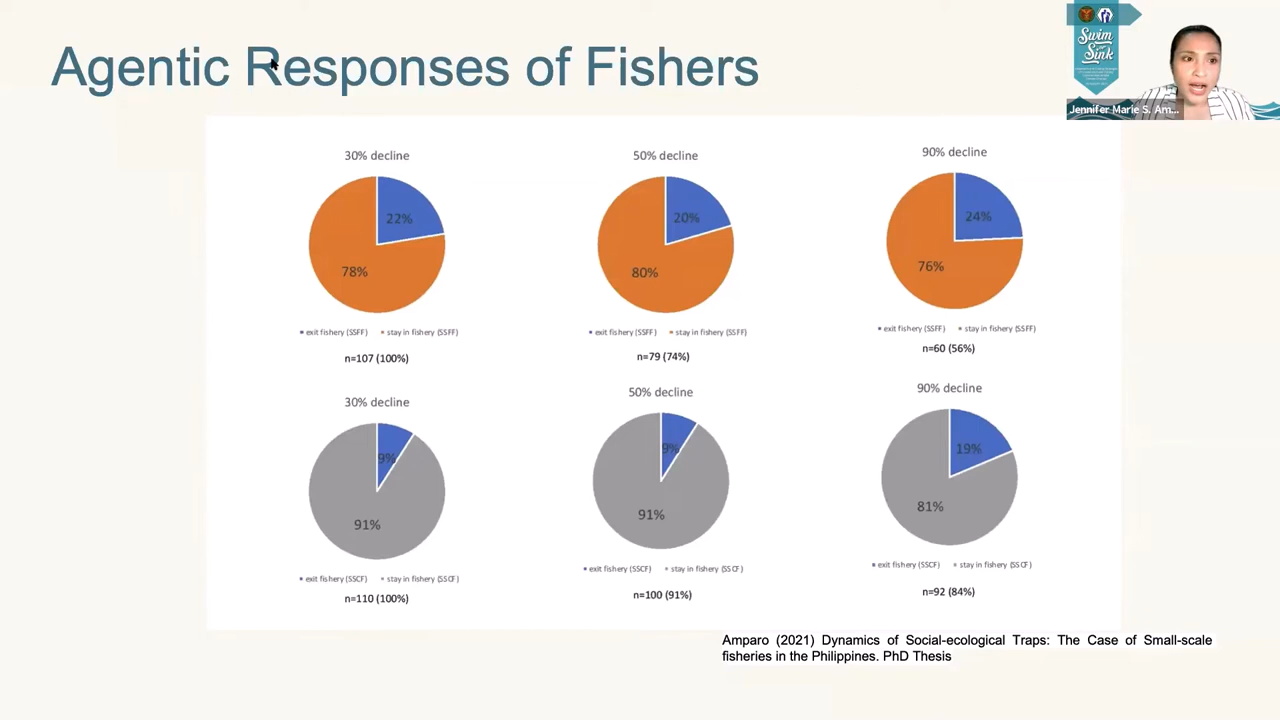 Agentic Responses of Fishers
Swim
Sink
Jennifer Marie S. Am...
30% decline
22%
78%
exit fishery (SSFF) stay in fishery (SSFF)
n=107 (100%)
50% decline
20%
80%
exit fishery (SSFF) stay in fishery (SSFF)
n=79 (74%)
90% decline
24%
76%
exit fishery (SSFF) stay in fishery (SSFF)
n=60 (56%)
30% decline
9%
91%
exit fishery (SSCF) stay in fishery (SSCF)
n=110 (100%)
50% decline
9%
91%
exit fishery (SSCF) stay in fishery (SSCF)
n=100 (91%)
90% decline
19%
81%
exit fishery (SSCF) stay in fishery (SSCF)
n=92 (84%)
Amparo (2021) Dynamics of Social-ecological Traps: The Case of Small-scale
fisheries in the Philippines. PhD Thesis